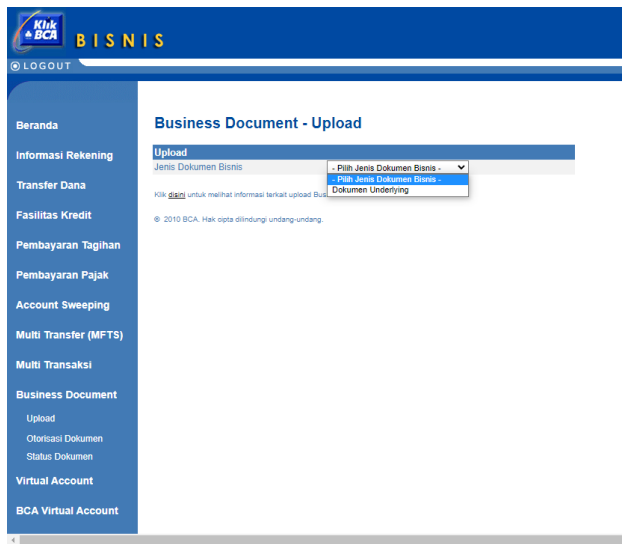 Klik
BCA
BISNIS
LOGOUT
Beranda
Informasi Rekening
Transfer Dana
Fasilitas Kredit
Pembayaran Tagihan
Pembayaran Pajak
Account Sweeping
Multi Transfer (MFTS)
Multi Transaksi
Business Document
Upload
Otorisasi Dokumen
Status Dokumen
Virtual Account
BCA Virtual Account
Business Document - Upload
Upload
Jenis Dokumen Bisnis
- Pilih Jenis Dokumen Bisnis -
- Pilih Jenis Dokumen Bisnis -
Dokumen Underlying
Klik disini untuk melihat informasi terkait upload Bus
© 2010 BCA. Hak cipta dilindungi undang-undang.